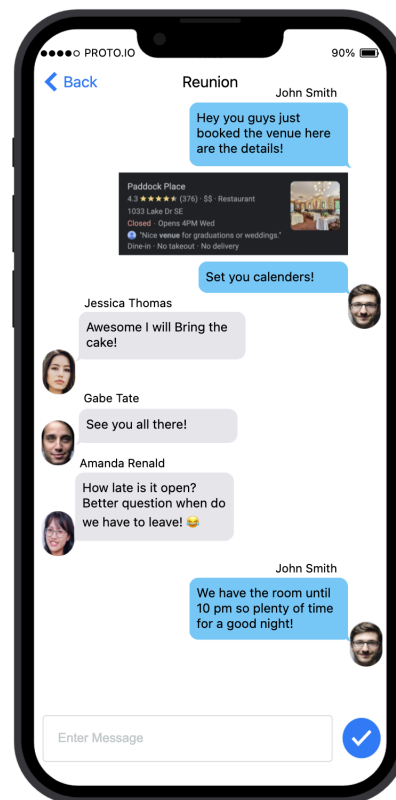 PROTO.IO 90%
Back Reunion
John Smith
Hey you guys just
booked the venue here
are the details!
Paddock Place
4.3 ★★★★★ (376) · $$ · Restaurant
1033 Lake Dr SE
Closed · Opens 4PM Wed
"Nice venue for graduations or weddings."
Dine-in · No takeout · No delivery
Set you calenders!
Jessica Thomas
Awesome I will Bring the
cake!
Gabe Tate
See you all there!
Amanda Renald
How late is it open?
Better question when do
we have to leave! 😂
John Smith
We have the room until
10 pm so plenty of time
for a good night!
Enter Message